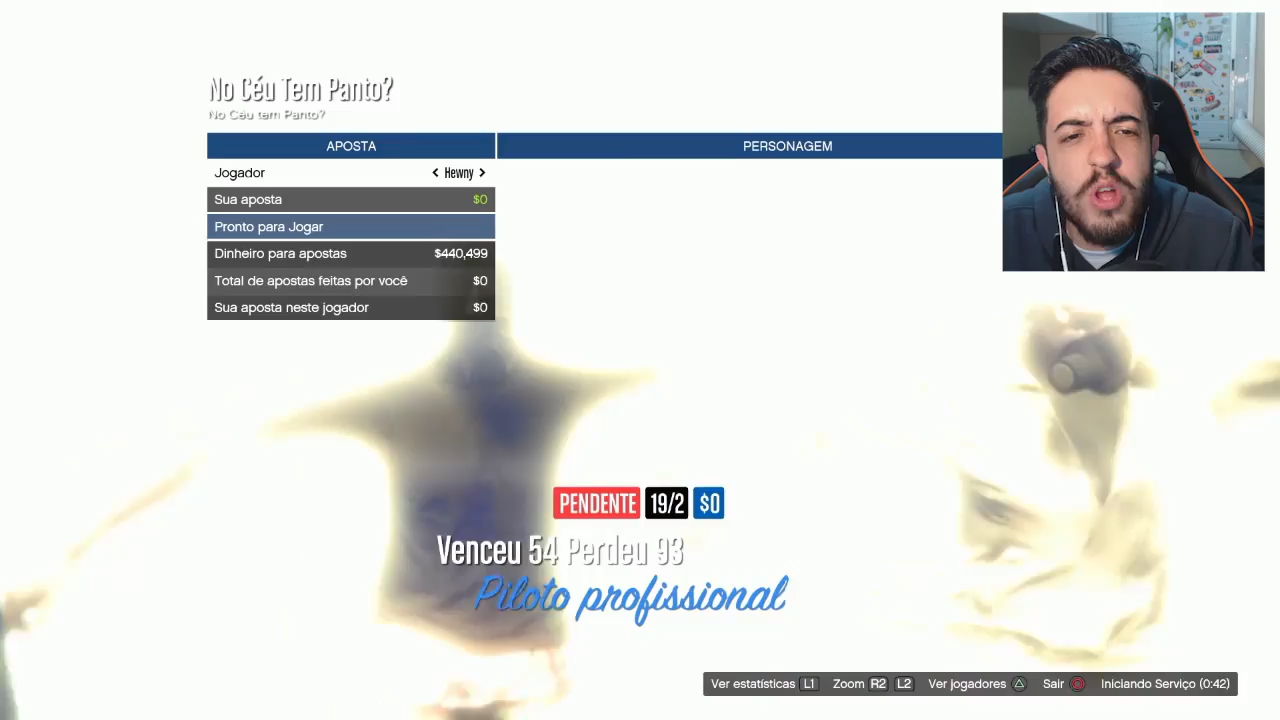 No Céu Tem Panto?
No Céu tem Panto?
APOSTA
PERSONAGEM
Jogador < Hewny >
Sua aposta $0
Pronto para Jogar
Dinheiro para apostas $440,499
Total de apostas feitas por você $0
Sua aposta neste jogador $0
PENDENTE 19/2 $0
Venceu 54 Perdeu 93
Piloto profissional
Ver estatísticas L1 Zoom R2 L2 Ver jogadores Sair Iniciando Serviço (0:42)